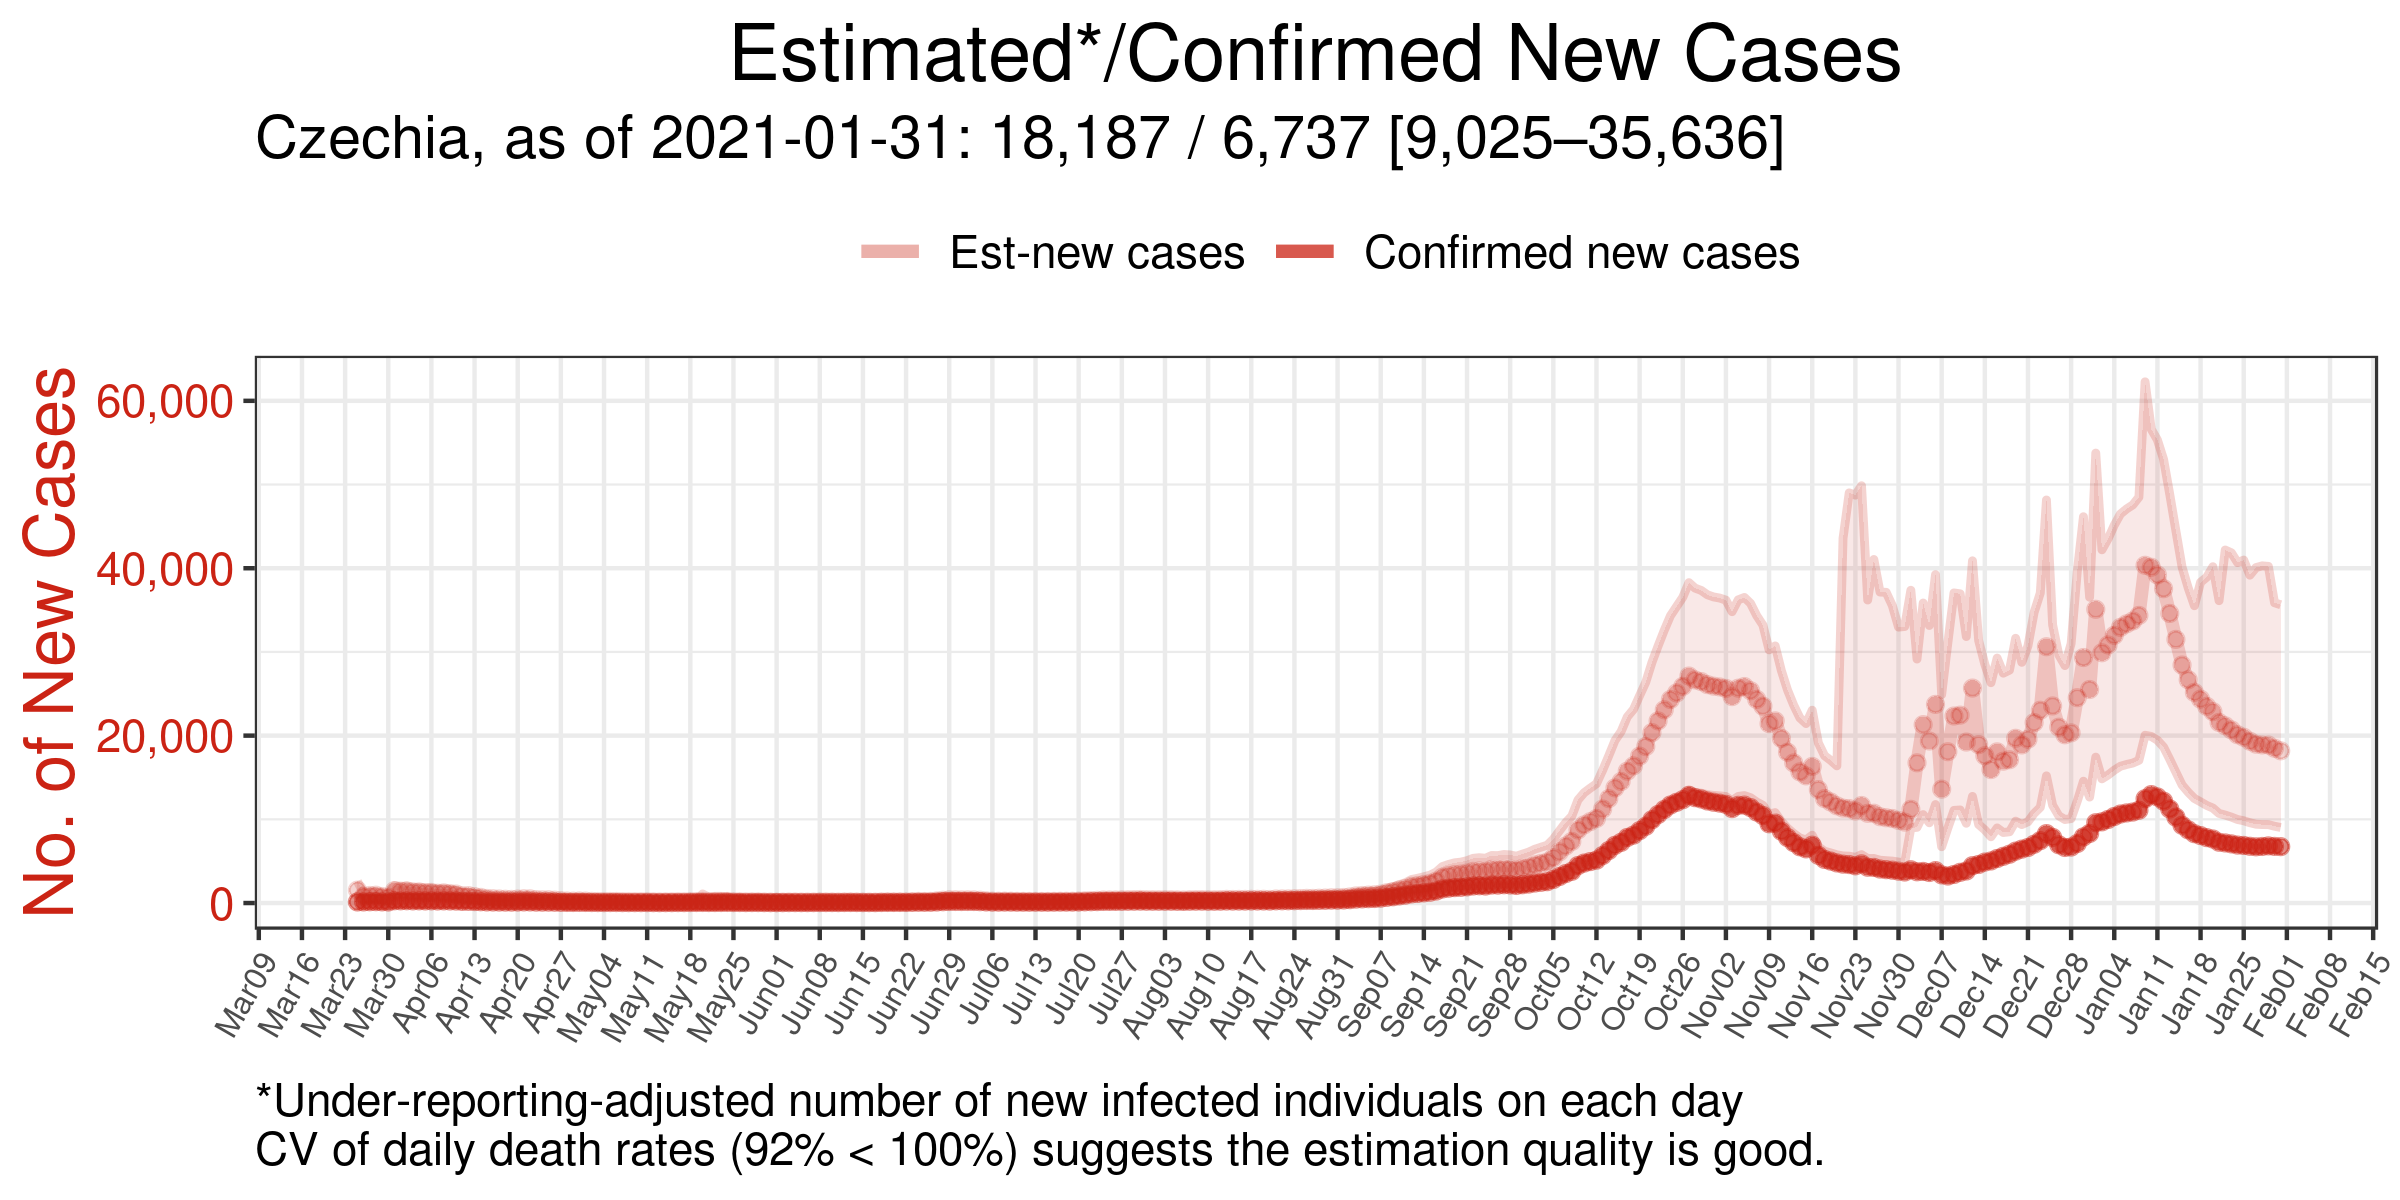 Estimated*/Confirmed New Cases
Czechia, as of 2021-01-31: 18,187 / 6,737 [9,025–35,636]
Est-new cases Confirmed new cases
No. of New Cases
60,000
40,000
20,000
0
Mar09 Mar16 Mar23 Mar30 Apr06 Apr13 Apr20 Apr27 May04 May11 May18 May25 Jun01 Jun08 Jun15 Jun22 Jun29 Jul06 Jul13 Jul20 Jul27 Aug03 Aug10 Aug17 Aug24 Aug31 Sep07 Sep14 Sep21 Sep28 Oct05 Oct12 Oct19 Oct26 Nov02 Nov09 Nov16 Nov23 Nov30 Dec07 Dec14 Dec21 Dec28 Jan04 Jan11 Jan18 Jan25 Feb01 Feb08 Feb15
*Under-reporting-adjusted number of new infected individuals on each day
CV of daily death rates (92% < 100%) suggests the estimation quality is good.